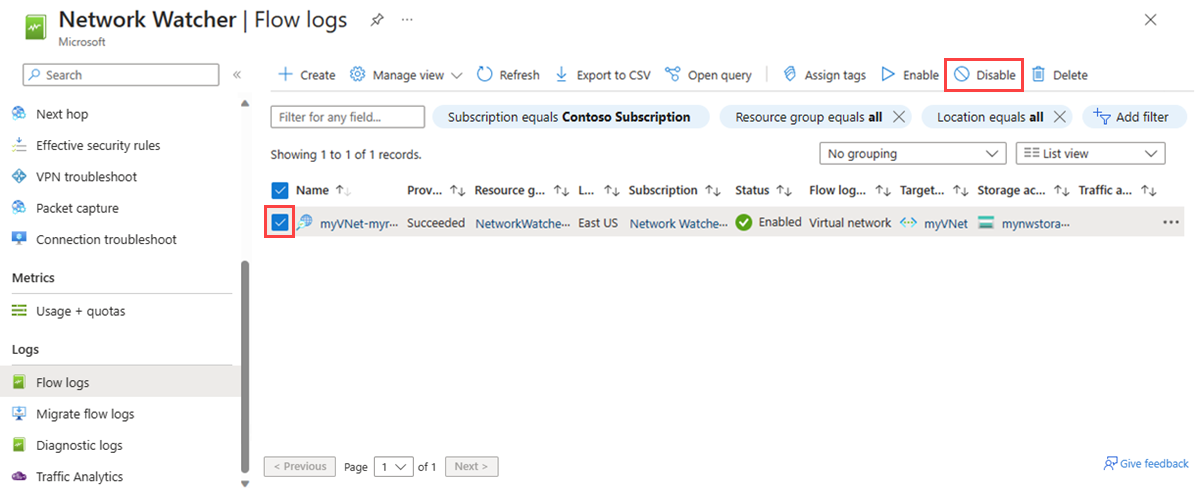 Network Watcher | Flow logs
...
Microsoft
Search
«
Create
Manage view
Refresh
Export to CSV
Open query
Assign tags
Enable
Disable
Delete
Next hop
Effective security rules
VPN troubleshoot
Packet capture
Connection troubleshoot
Metrics
Usage + quotas
Logs
Flow logs
Migrate flow logs
Diagnostic logs
Traffic Analytics
Filter for any field...
Subscription equals Contoso Subscription
Resource group equals all
Location equals all
Add filter
Showing 1 to 1 of 1 records.
No grouping
List view
Name ↑↓ Prov... ↑↓ Resource g... ↑↓ L... ↑↓ Subscription ↑↓ Status ↑↓ Flow log... ↑↓ Target... ↑↓ Storage ac... ↑↓ Traffic a... ↑↓
myVNet-myr... Succeeded NetworkWatche... East US Network Watche... Enabled Virtual network myVNet mynwstora... ...
< Previous Page 1 of 1 Next >
Give feedback